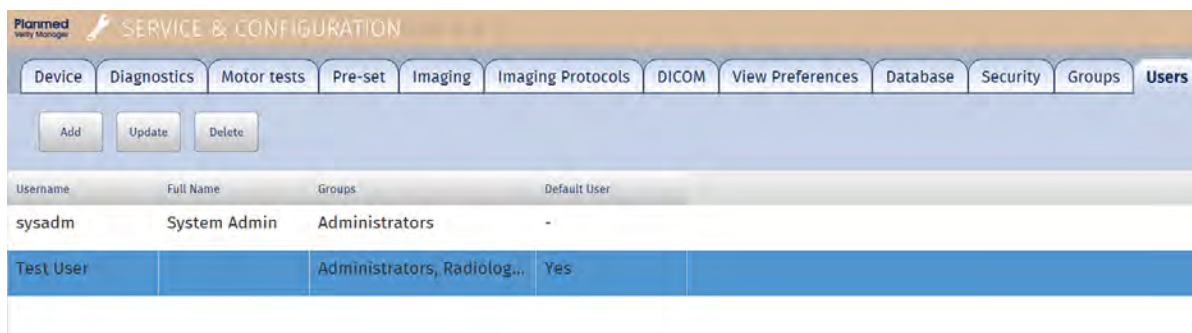 Planmed
Verity Manager
SERVICE & CONFIGURATION
Device Diagnostics Motor tests Pre-set Imaging Imaging Protocols DICOM View Preferences Database Security Groups Users
Add Update Delete
Username Full Name Groups Default User
sysadm System Admin Administrators -
Test User Administrators, Radiolog... Yes